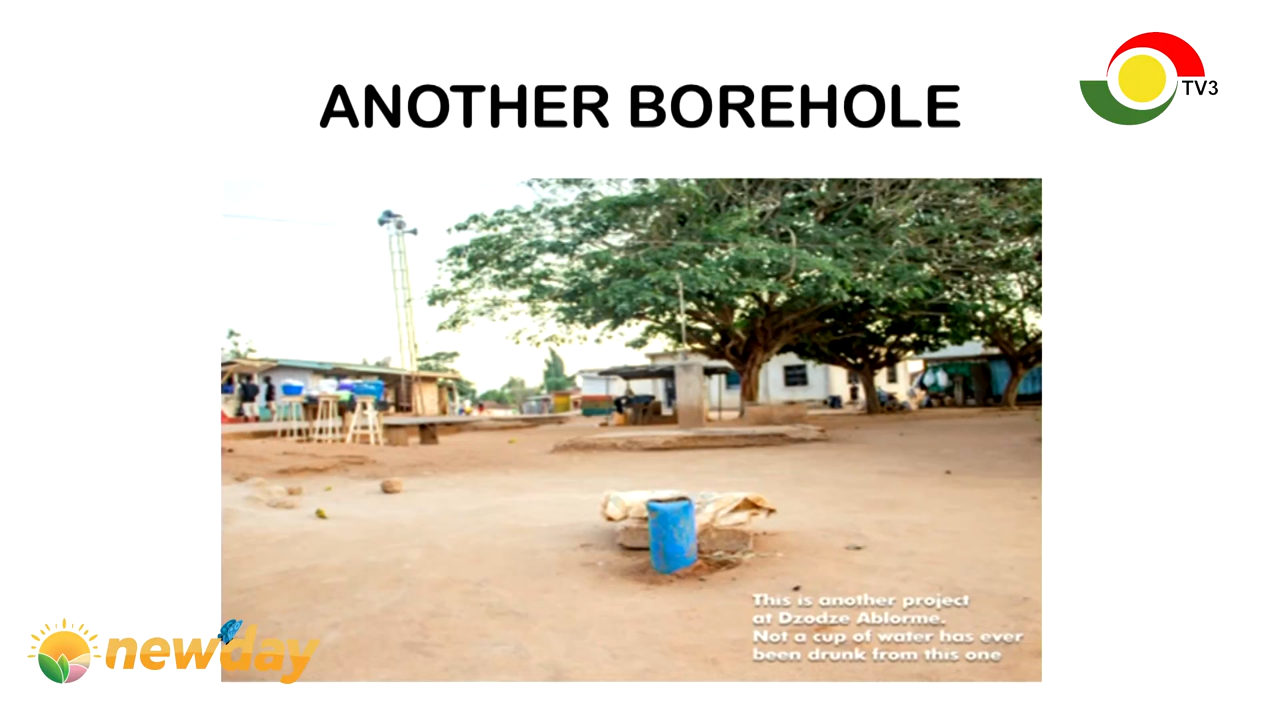 ANOTHER BOREHOLE
TV3
This is another project
at Dzodze Ablorme.
Not a cup of water has ever
been drunk from this one
newday